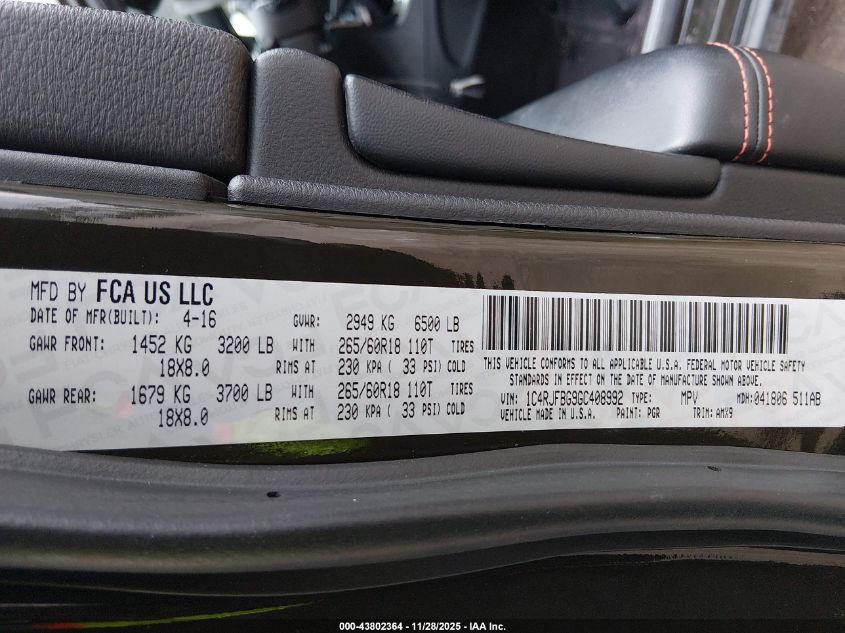 MFD BY FCA US LLC
DATE OF MFR(BUILT): 4-16 GVWR: 2949 KG 6500 LB
GAWR FRONT: 1452 KG 3200 LB WITH 265/60R18 110T TIRES
18X8.0 RIMS AT 230 KPA ( 33 PSI) COLD
GAWR REAR: 1679 KG 3700 LB WITH 265/60R18 110T TIRES
18X8.0 RIMS AT 230 KPA ( 33 PSI) COLD
THIS VEHICLE CONFORMS TO ALL APPLICABLE U.S.A. FEDERAL MOTOR VEHICLE SAFETY
STANDARDS IN EFFECT ON THE DATE OF MANUFACTURE SHOWN ABOVE.
VIN: 1C4RJFBG9GC408992 TYPE: MPV MDH:041806 511AB
VEHICLE MADE IN U.S.A. PAINT: PGR TRIM: AMX9
000-43802364 | 11/28/2025 | IAA Inc.